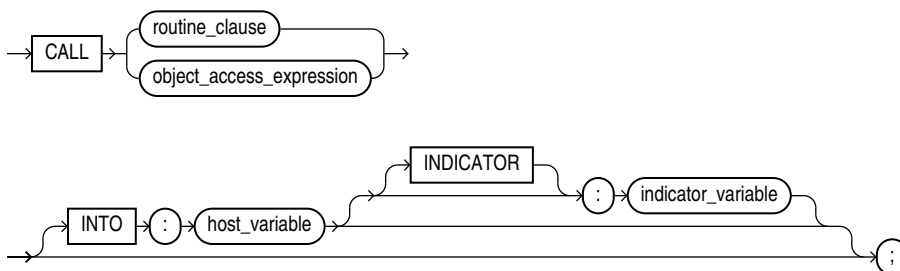 routine_clause
CALL
object_access_expression
INDICATOR
: indicator_variable
INTO : host_variable
;